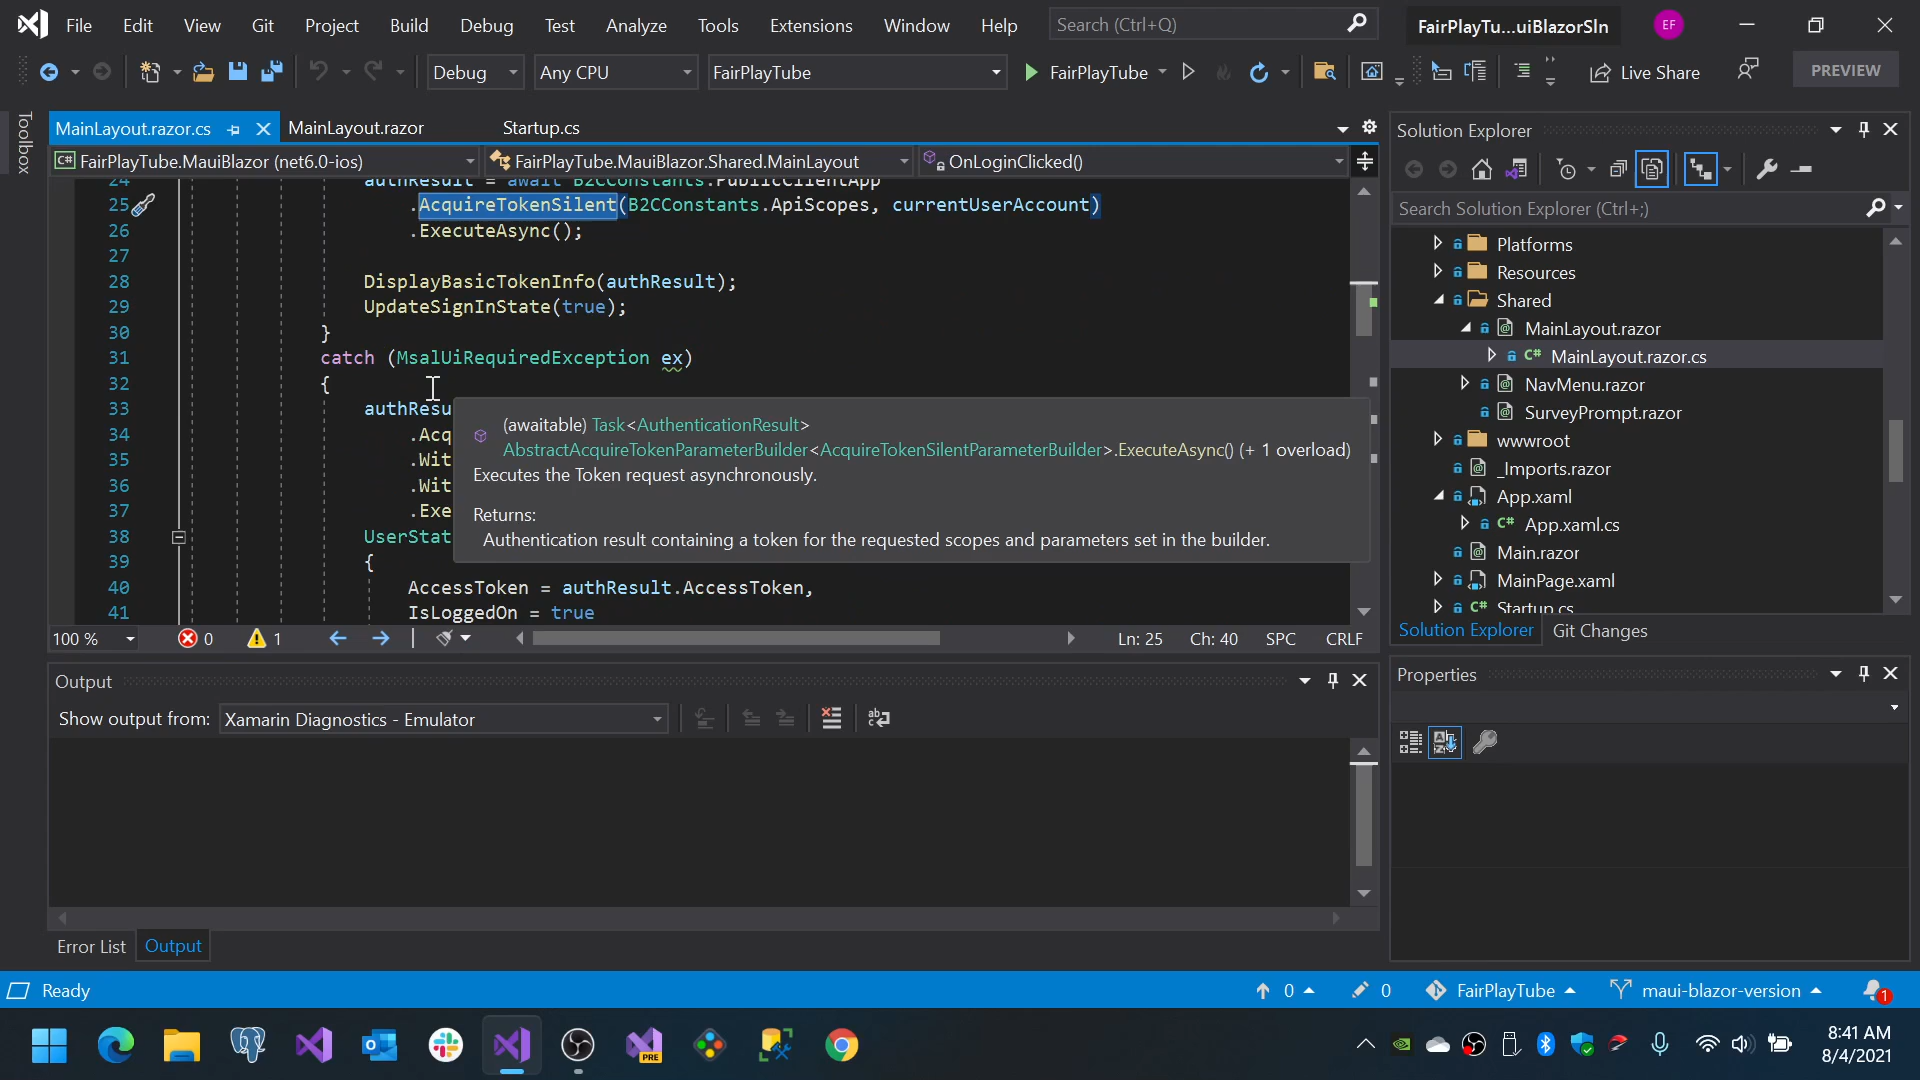 File Edit View Git Project Build Debug Test Analyze Tools Extensions Window Help Search (Ctrl+Q) FairPlayTu...uiBlazorSln EF
Debug Any CPU FairPlayTube FairPlayTube Live Share PREVIEW
Toolbox
MainLayout.razor.cs MainLayout.razor Startup.cs
FairPlayTube.MauiBlazor (net6.0-ios) FairPlayTube.MauiBlazor.Shared.MainLayout OnLoginClicked()
24 authResult = await B2CConstants.PublicClientApp
25 .AcquireTokenSilent(B2CConstants.ApiScopes, currentUserAccount)
26 .ExecuteAsync();
27
28 DisplayBasicTokenInfo(authResult);
29 UpdateSignInState(true);
30 }
31 catch (MsalUiRequiredException ex)
32 {
33 authResu
34 .Acq
35 .Wit
36 .Wit
37 .Exe
38 UserStat
39 {
40 AccessToken = authResult.AccessToken,
41 IsLoggedOn = true
(awaitable) Task<AuthenticationResult>
AbstractAcquireTokenParameterBuilder<AcquireTokenSilentParameterBuilder>.ExecuteAsync() (+ 1 overload)
Executes the Token request asynchronously.
Returns:
Authentication result containing a token for the requested scopes and parameters set in the builder.
100 % 0 1 Ln: 25 Ch: 40 SPC CRLF
Output
Show output from: Xamarin Diagnostics - Emulator
Error List Output
Solution Explorer
Search Solution Explorer (Ctrl+;)
Platforms
Resources
Shared
MainLayout.razor
C# MainLayout.razor.cs
NavMenu.razor
SurveyPrompt.razor
wwwroot
_Imports.razor
App.xaml
C# App.xaml.cs
Main.razor
MainPage.xaml
C# Startup.cs
Solution Explorer Git Changes
Properties
Ready 0 0 FairPlayTube maui-blazor-version 1
PRE
8:41 AM
8/4/2021